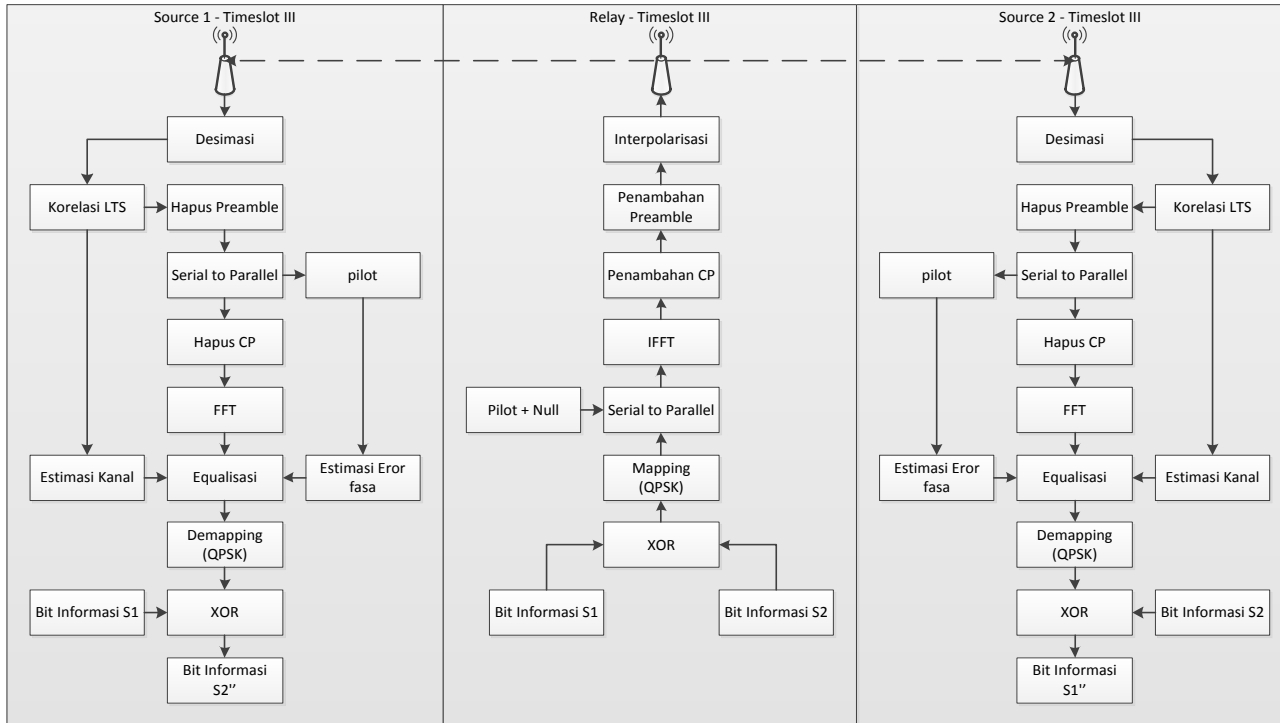 Source 1 - Timeslot III
Desimasi
Korelasi LTS
Hapus Preamble
Serial to Parallel
pilot
Hapus CP
FFT
Estimasi Kanal
Equalisasi
Estimasi Eror
fasa
Demapping
(QPSK)
Bit Informasi S1
XOR
Bit Informasi
S2''
Relay - Timeslot III
Interpolarisasi
Penambahan
Preamble
Penambahan CP
IFFT
Pilot + Null
Serial to Parallel
Mapping
(QPSK)
XOR
Bit Informasi S1
Bit Informasi S2
Source 2 - Timeslot III
Desimasi
Hapus Preamble
Korelasi LTS
pilot
Serial to Parallel
Hapus CP
FFT
Estimasi Eror
fasa
Equalisasi
Estimasi Kanal
Demapping
(QPSK)
XOR
Bit Informasi S2
Bit Informasi
S1''